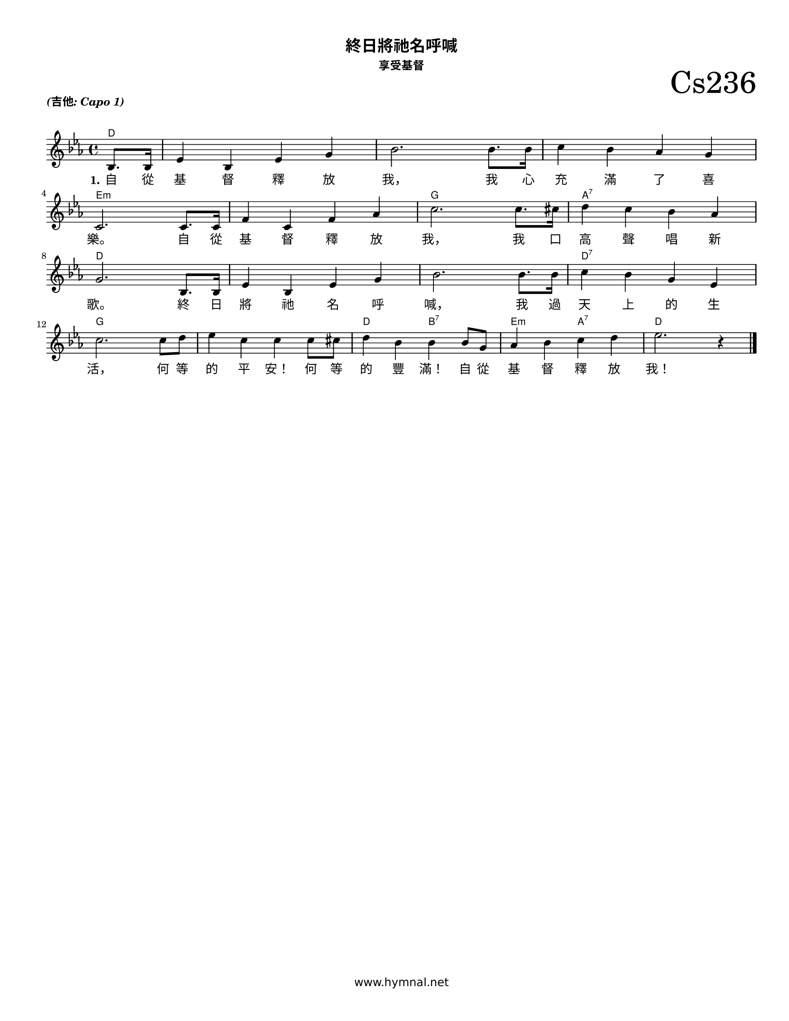 終日將祂名呼喊
享受基督
Cs236
(吉他: Capo 1)
D
1. 自 從 基 督 釋 放 我， 我 心 充 滿 了 喜
4 Em G A7
樂。 自 從 基 督 釋 放 我， 我 口 高 聲 唱 新
8 D D7
歌。 終 日 將 祂 名 呼 喊， 我 過 天 上 的 生
12 G D B7 Em A7 D
活， 何 等 的 平 安！ 何 等 的 豐 滿！ 自 從 基 督 釋 放 我！
www.hymnal.net